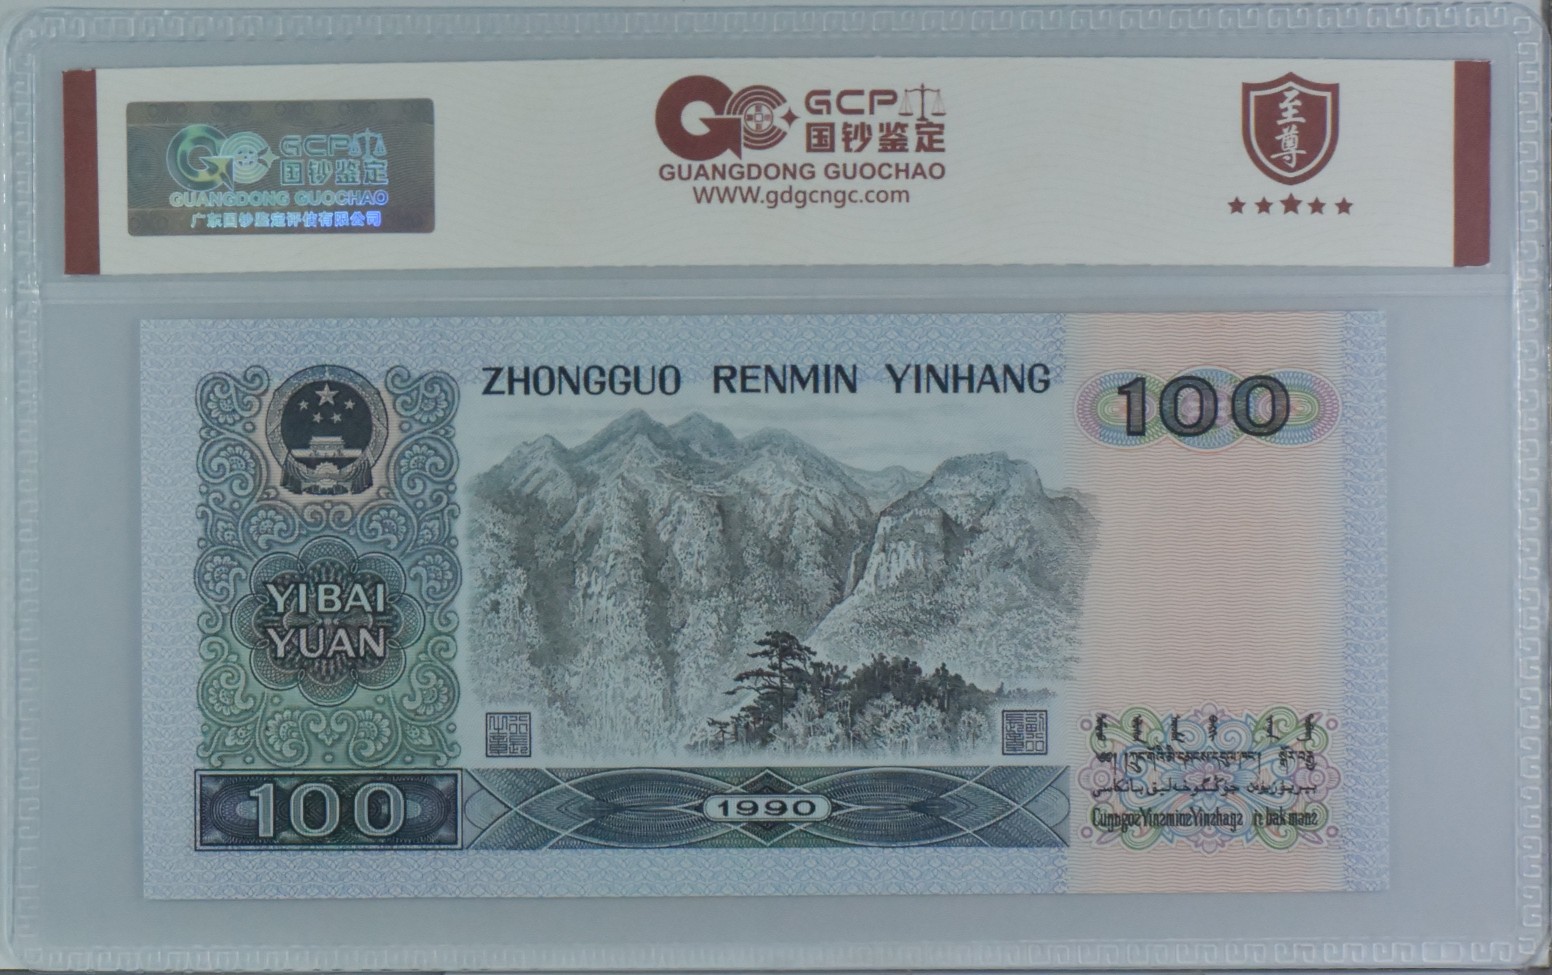 GCP
国钞鉴定
GUANGDONG GUOCHAO
广东国钞鉴定评估有限公司
GCP
国钞鉴定
GUANGDONG GUOCHAO
WWW.gdgcngc.com
至尊
ZHONGGUO RENMIN YINHANG
100
YI BAI
YUAN
100
1990